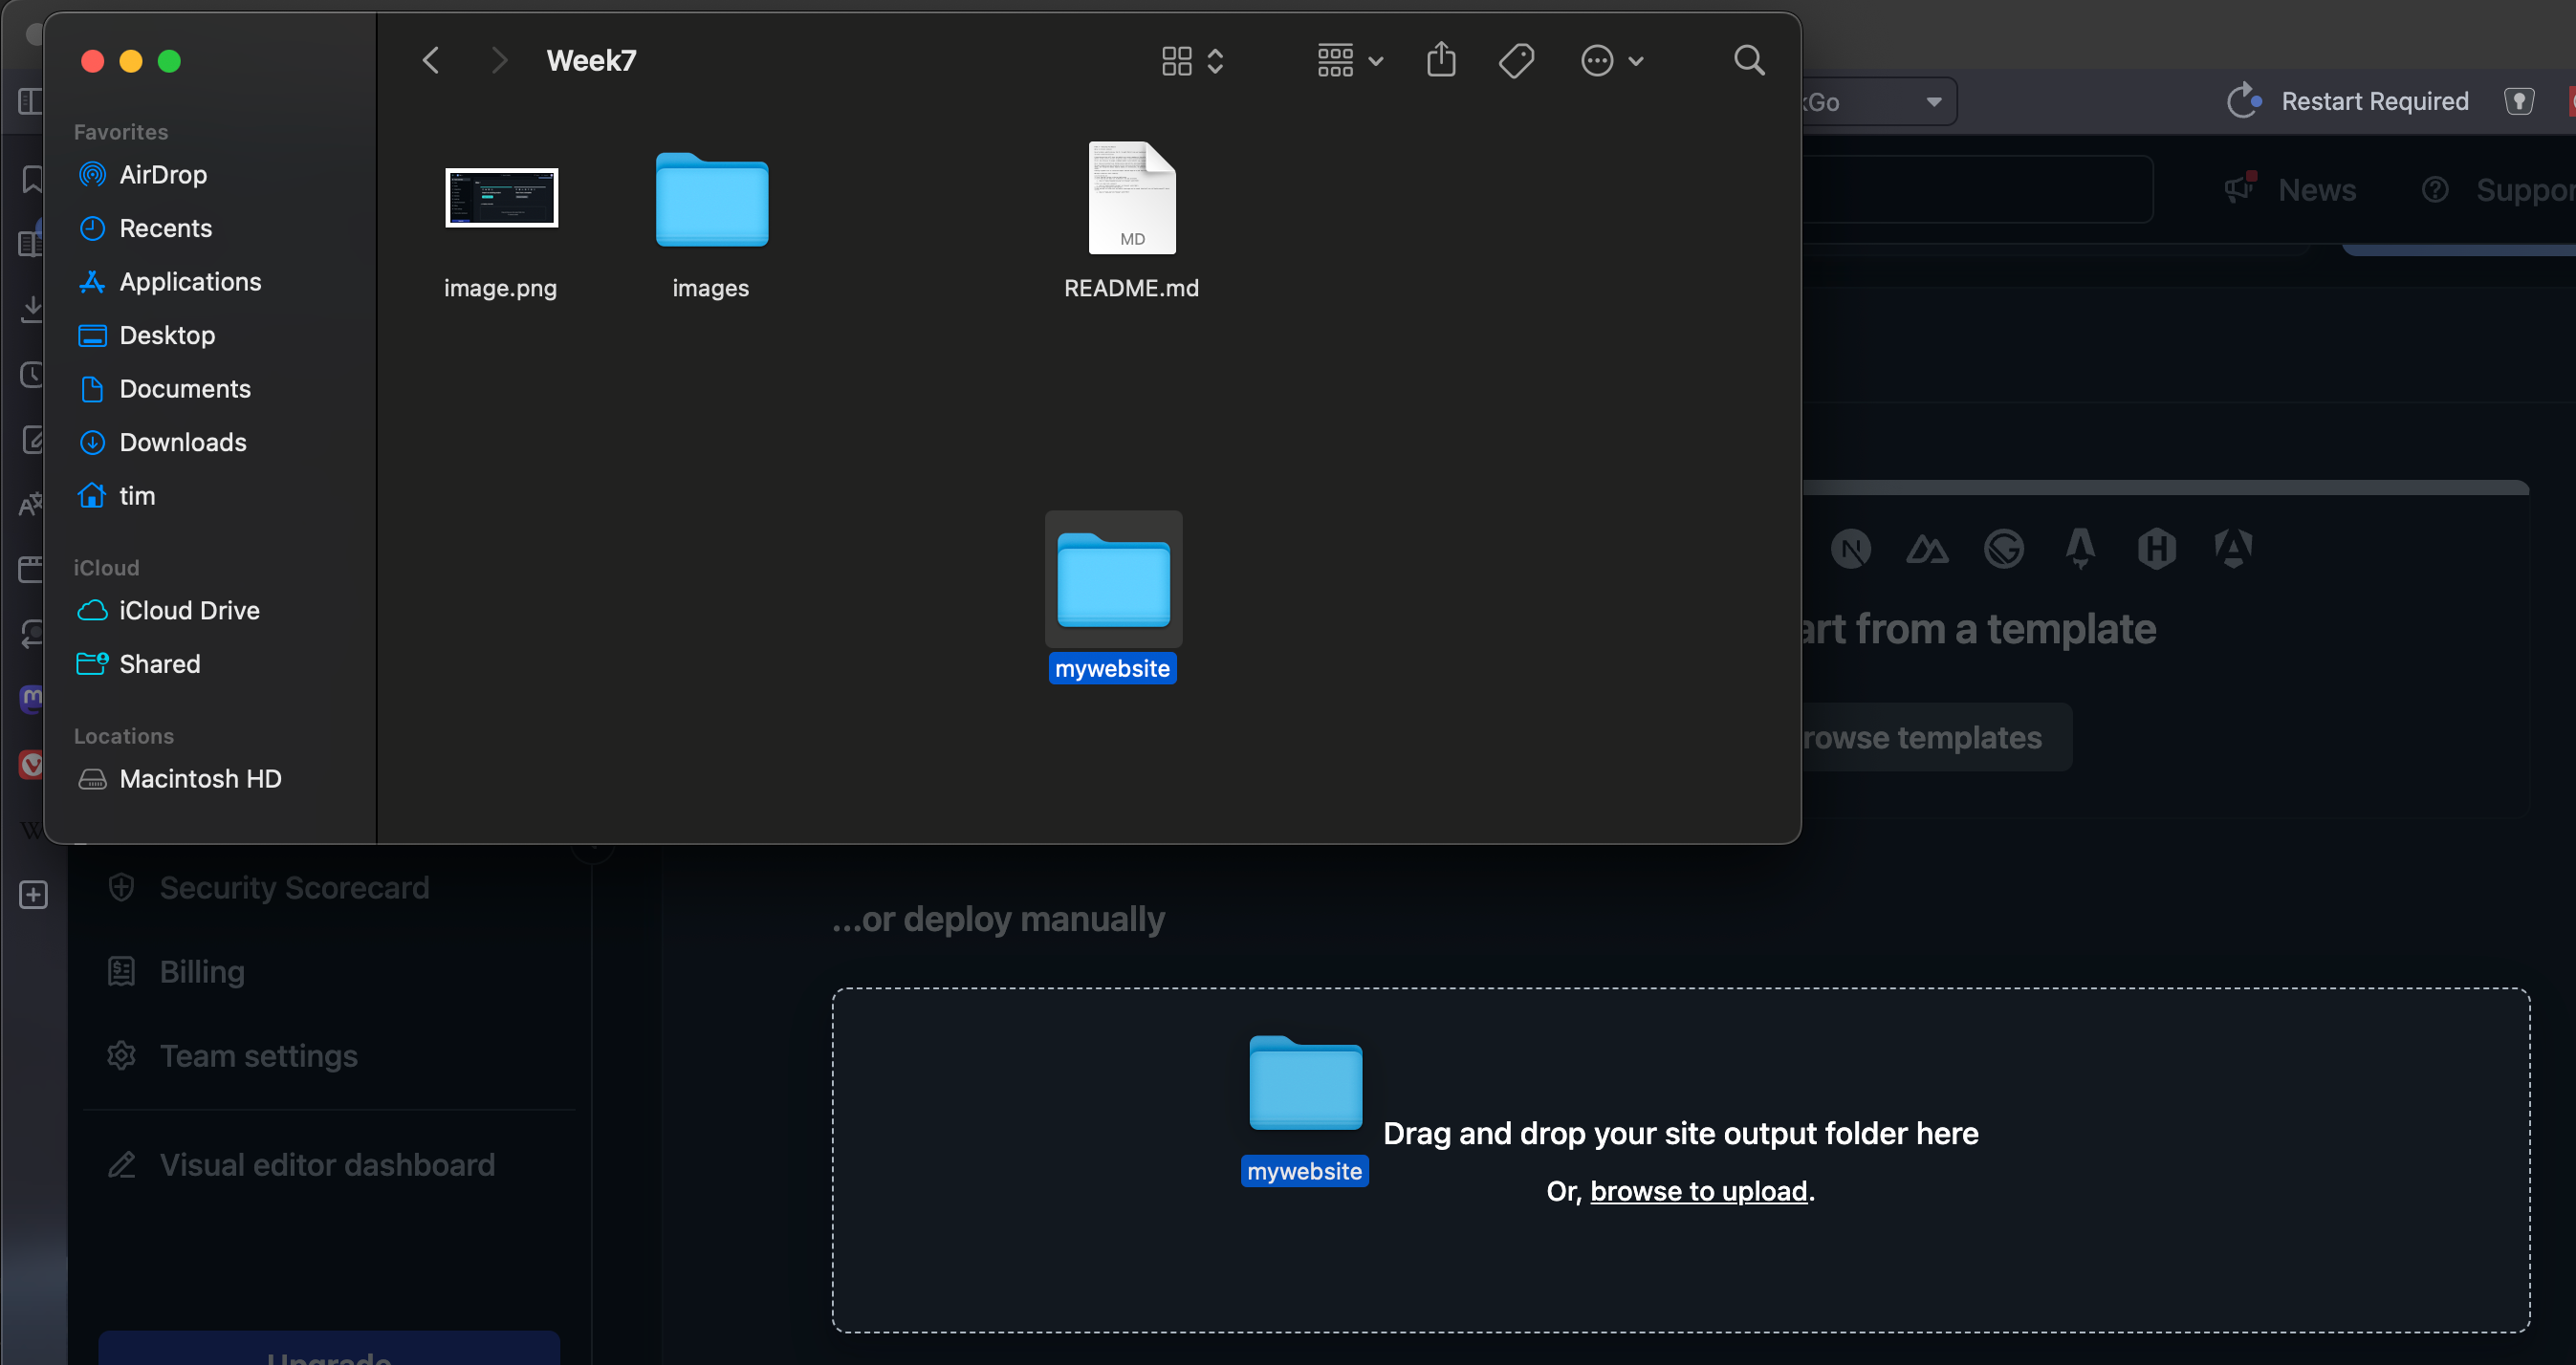 Week7
Favorites
AirDrop
Recents
Applications
Desktop
Documents
Downloads
tim
iCloud
iCloud Drive
Shared
Locations
Macintosh HD
image.png
images
MD
README.md
mywebsite
Go
Restart Required
News
Suppor
art from a template
rowse templates
Security Scorecard
Billing
Team settings
Visual editor dashboard
Upgrade
...or deploy manually
mywebsite
Drag and drop your site output folder here
Or, browse to upload.